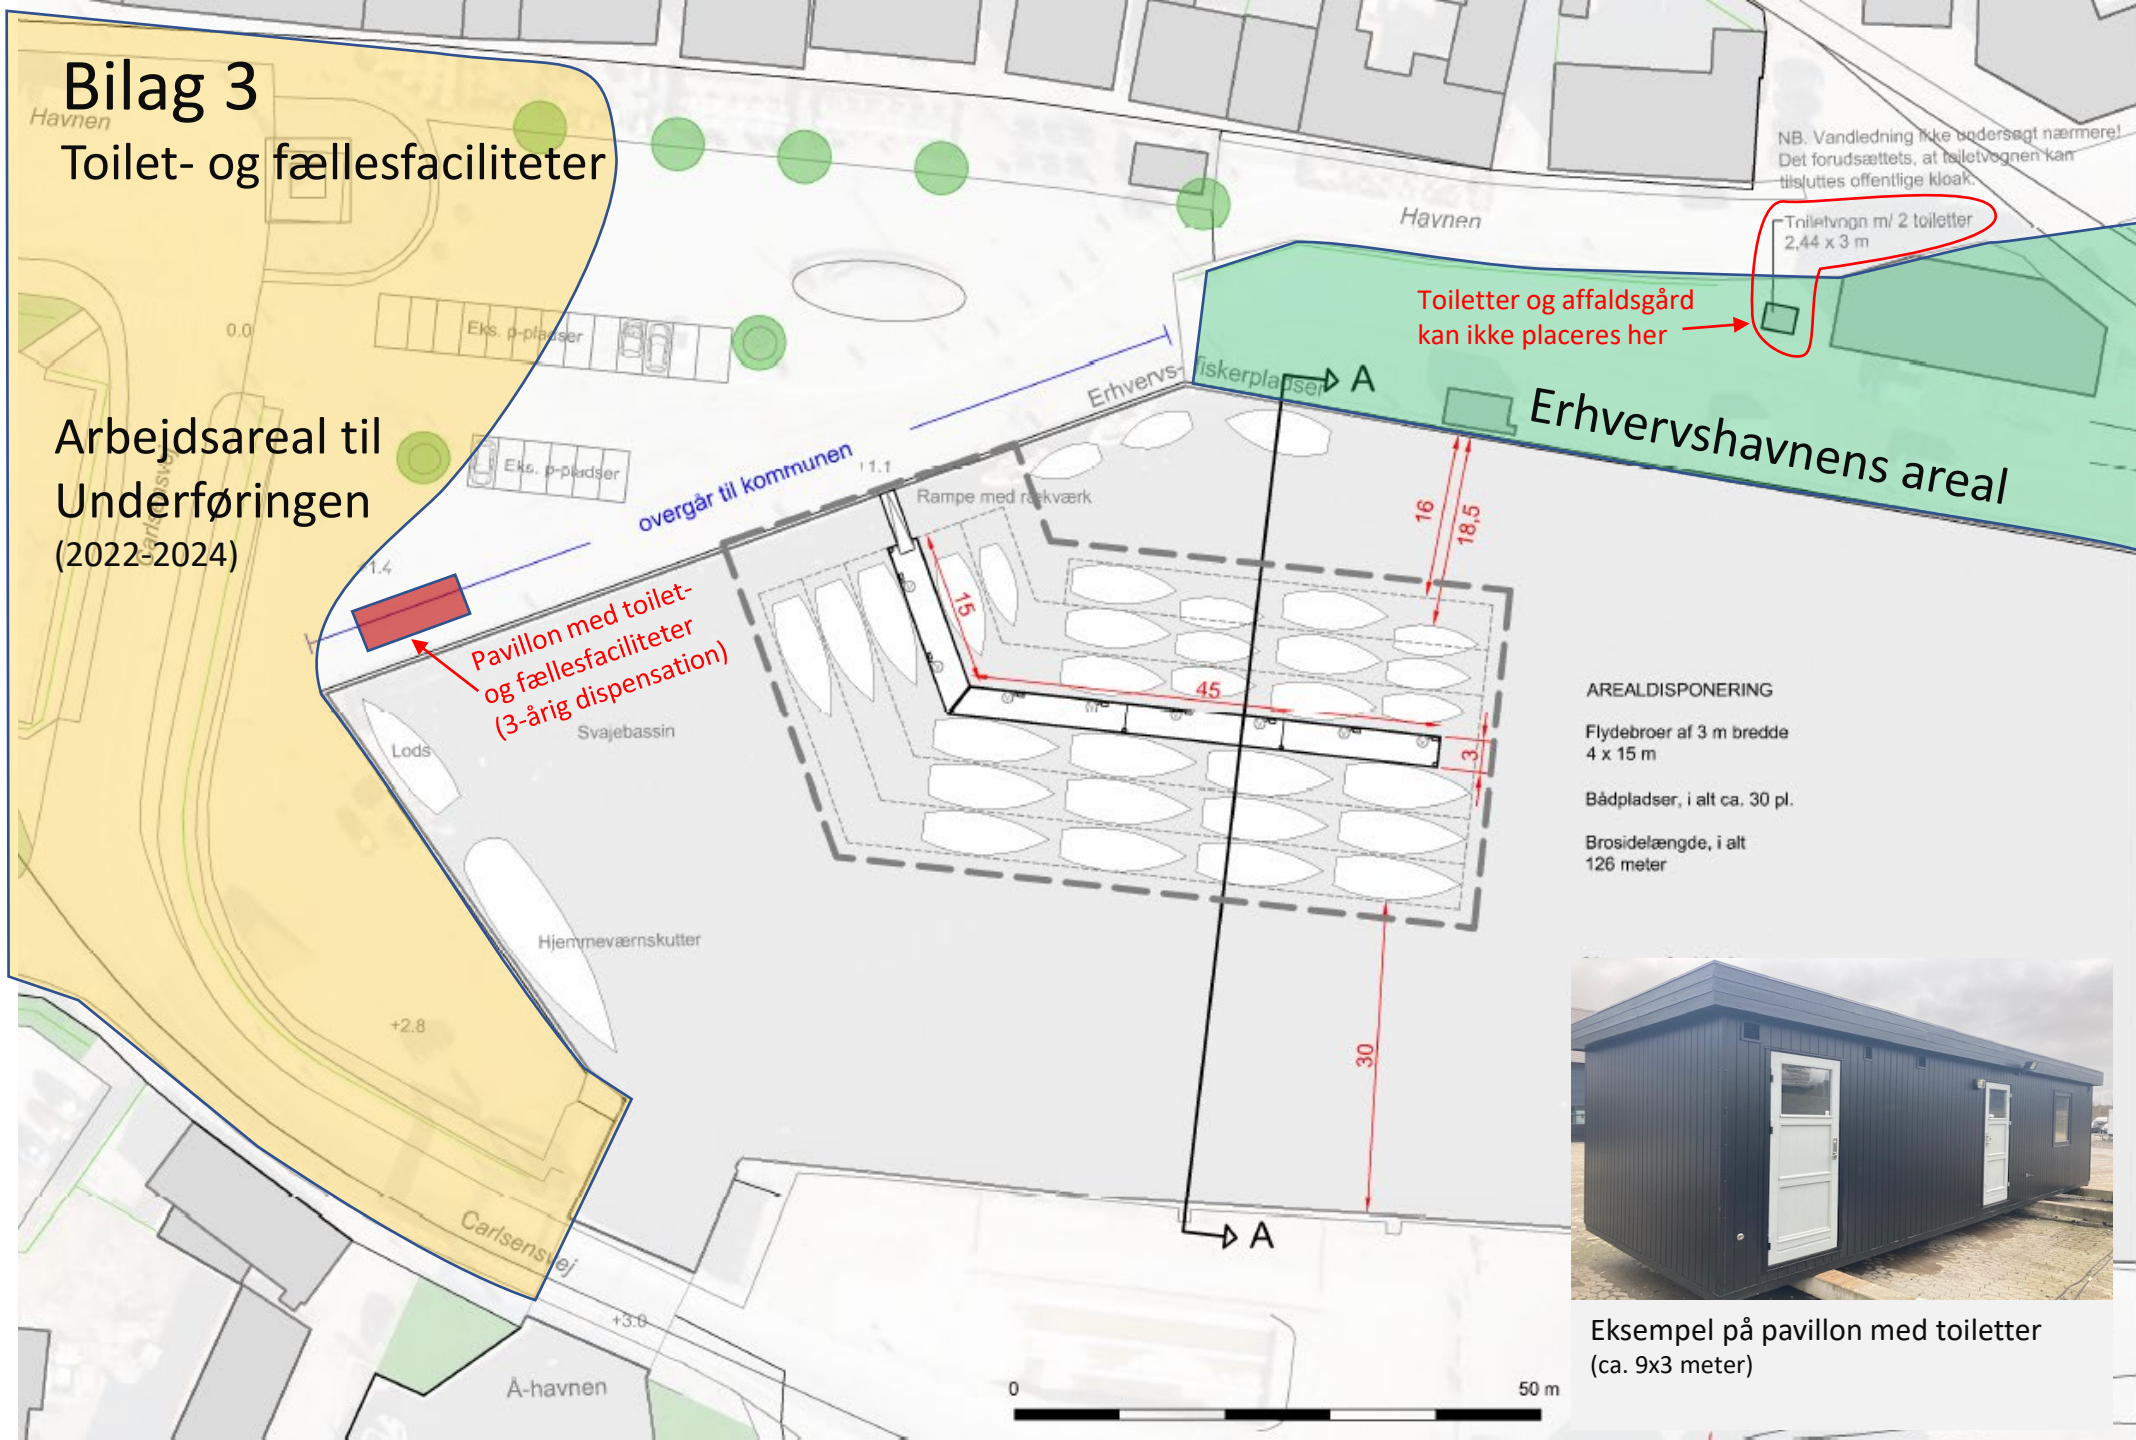 Bilag 3
Toilet- og fællesfaciliteter
Havnen
Arbejdsareal til
Underføringen
(2022-2024)
Carlsensvej
0.0
+1.4
Eks. p-pladser
Eks. p-pladser
overgår til kommunen
Erhvervs-
fiskerpladser
1.1
Rampe med rækværk
Havnen
NB. Vandledning ikke undersøgt nærmere!
Det forudsættets, at toiletvognen kan
tilsluttes offentlige kloak.
Toiletvogn m/ 2 toiletter
2,44 x 3 m
Toiletter og affaldsgård
kan ikke placeres her
Erhvervshavnens areal
A
16
18,5
15
45
3
30
Pavillon med toilet-
og fællesfaciliteter
(3-årig dispensation)
Svajebassin
Lods
Hjemmeværnskutter
AREALDISPONERING
Flydebroer af 3 m bredde
4 x 15 m
Bådpladser, i alt ca. 30 pl.
Brosidelængde, i alt
126 meter
+2.8
Carlsensvej
+3.0
Å-havnen
A
0
50 m
Eksempel på pavillon med toiletter
(ca. 9x3 meter)